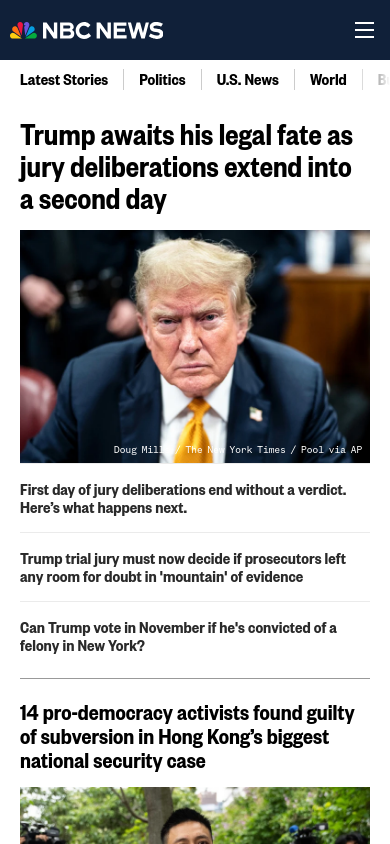 NBC NEWS
Latest Stories
Politics
U.S. News
World
Trump awaits his legal fate as
jury deliberations extend into
a second day
Doug Mills / The New York Times / Pool via AP
First day of jury deliberations end without a verdict.
Here’s what happens next.
Trump trial jury must now decide if prosecutors left
any room for doubt in 'mountain' of evidence
Can Trump vote in November if he's convicted of a
felony in New York?
14 pro-democracy activists found guilty
of subversion in Hong Kong’s biggest
national security case